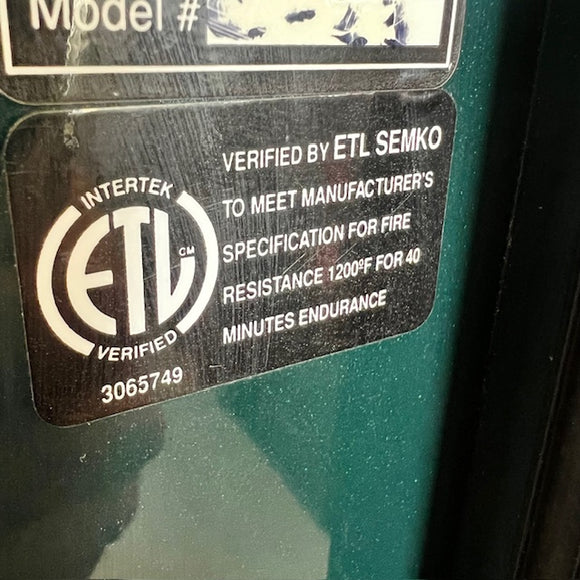 Model #
VERIFIED BY ETL SEMKO
TO MEET MANUFACTURER'S
SPECIFICATION FOR FIRE
RESISTANCE 1200ºF FOR 40
MINUTES ENDURANCE
INTERTEK
ETL CM
VERIFIED
3065749